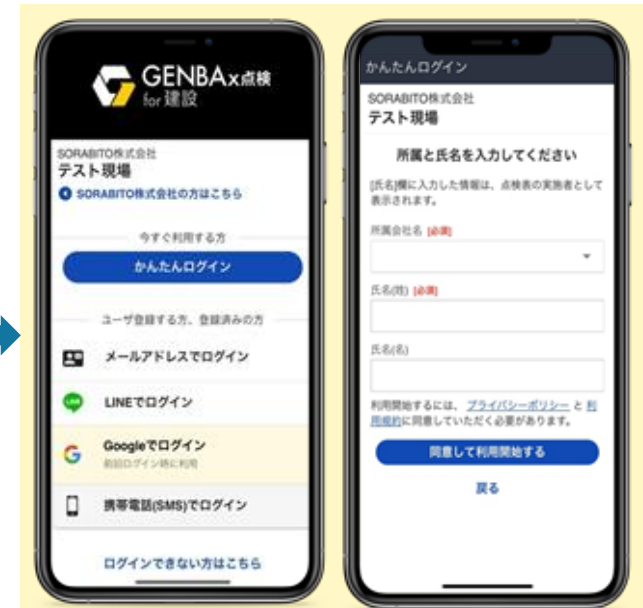 GENBAx点検
for 建設
SORABITO株式会社
テスト現場
SORABITO株式会社の方はこちら
今すぐ利用する方
かんたんログイン
ユーザ登録する方、登録済みの方
メールアドレスでログイン
LINEでログイン
Googleでログイン
前回ログイン時に利用
携帯電話(SMS)でログイン
ログインできない方はこちら
かんたんログイン
SORABITO株式会社
テスト現場
所属と氏名を入力してください
[氏名]欄に入力した情報は、点検表の実施者として
表示されます。
所属会社名 [必須]
氏名(姓) [必須]
氏名(名)
利用開始するには、 プライバシーポリシー と 利
用規約に同意していただく必要があります。
同意して利用開始する
戻る